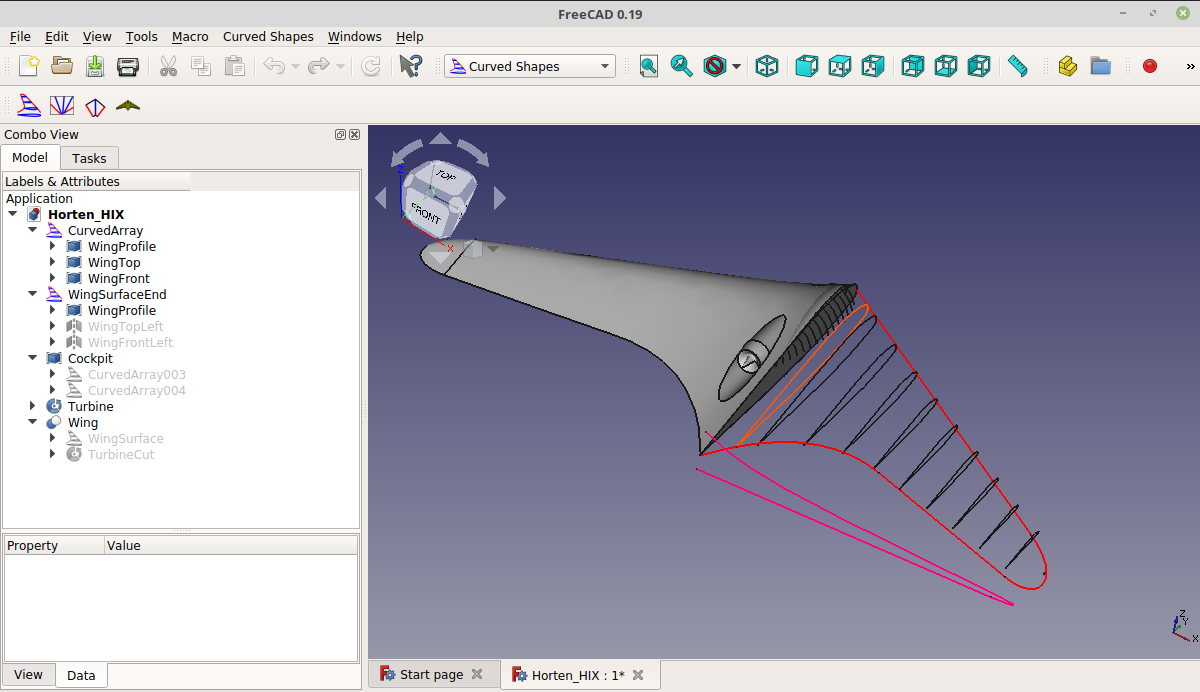 FreeCAD 0.19
File Edit View Tools Macro Curved Shapes Windows Help
Curved Shapes
»
Combo View
Model Tasks
Labels & Attributes
Application
Horten_HIX
CurvedArray
WingProfile
WingTop
WingFront
WingSurfaceEnd
WingProfile
WingTopLeft
WingFrontLeft
Cockpit
CurvedArray003
CurvedArray004
Turbine
Wing
WingSurface
TurbineCut
Property Value
View Data
TOP
FRONT
Z
X
Z
Y
X
Start page
Horten_HIX : 1*